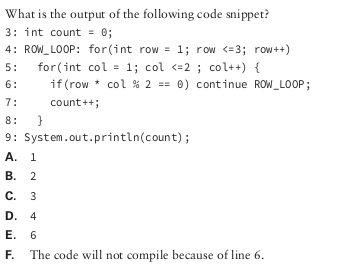 What is the output of the following code snippet?
3: int count = 0;
4: ROW_LOOP: for(int row = 1; row <=3; row++)
5:   for(int col = 1; col <=2 ; col++) {
6:     if(row * col % 2 == 0) continue ROW_LOOP;
7:     count++;
8:   }
9: System.out.println(count);
A. 1
B. 2
C. 3
D. 4
E. 6
F. The code will not compile because of line 6.